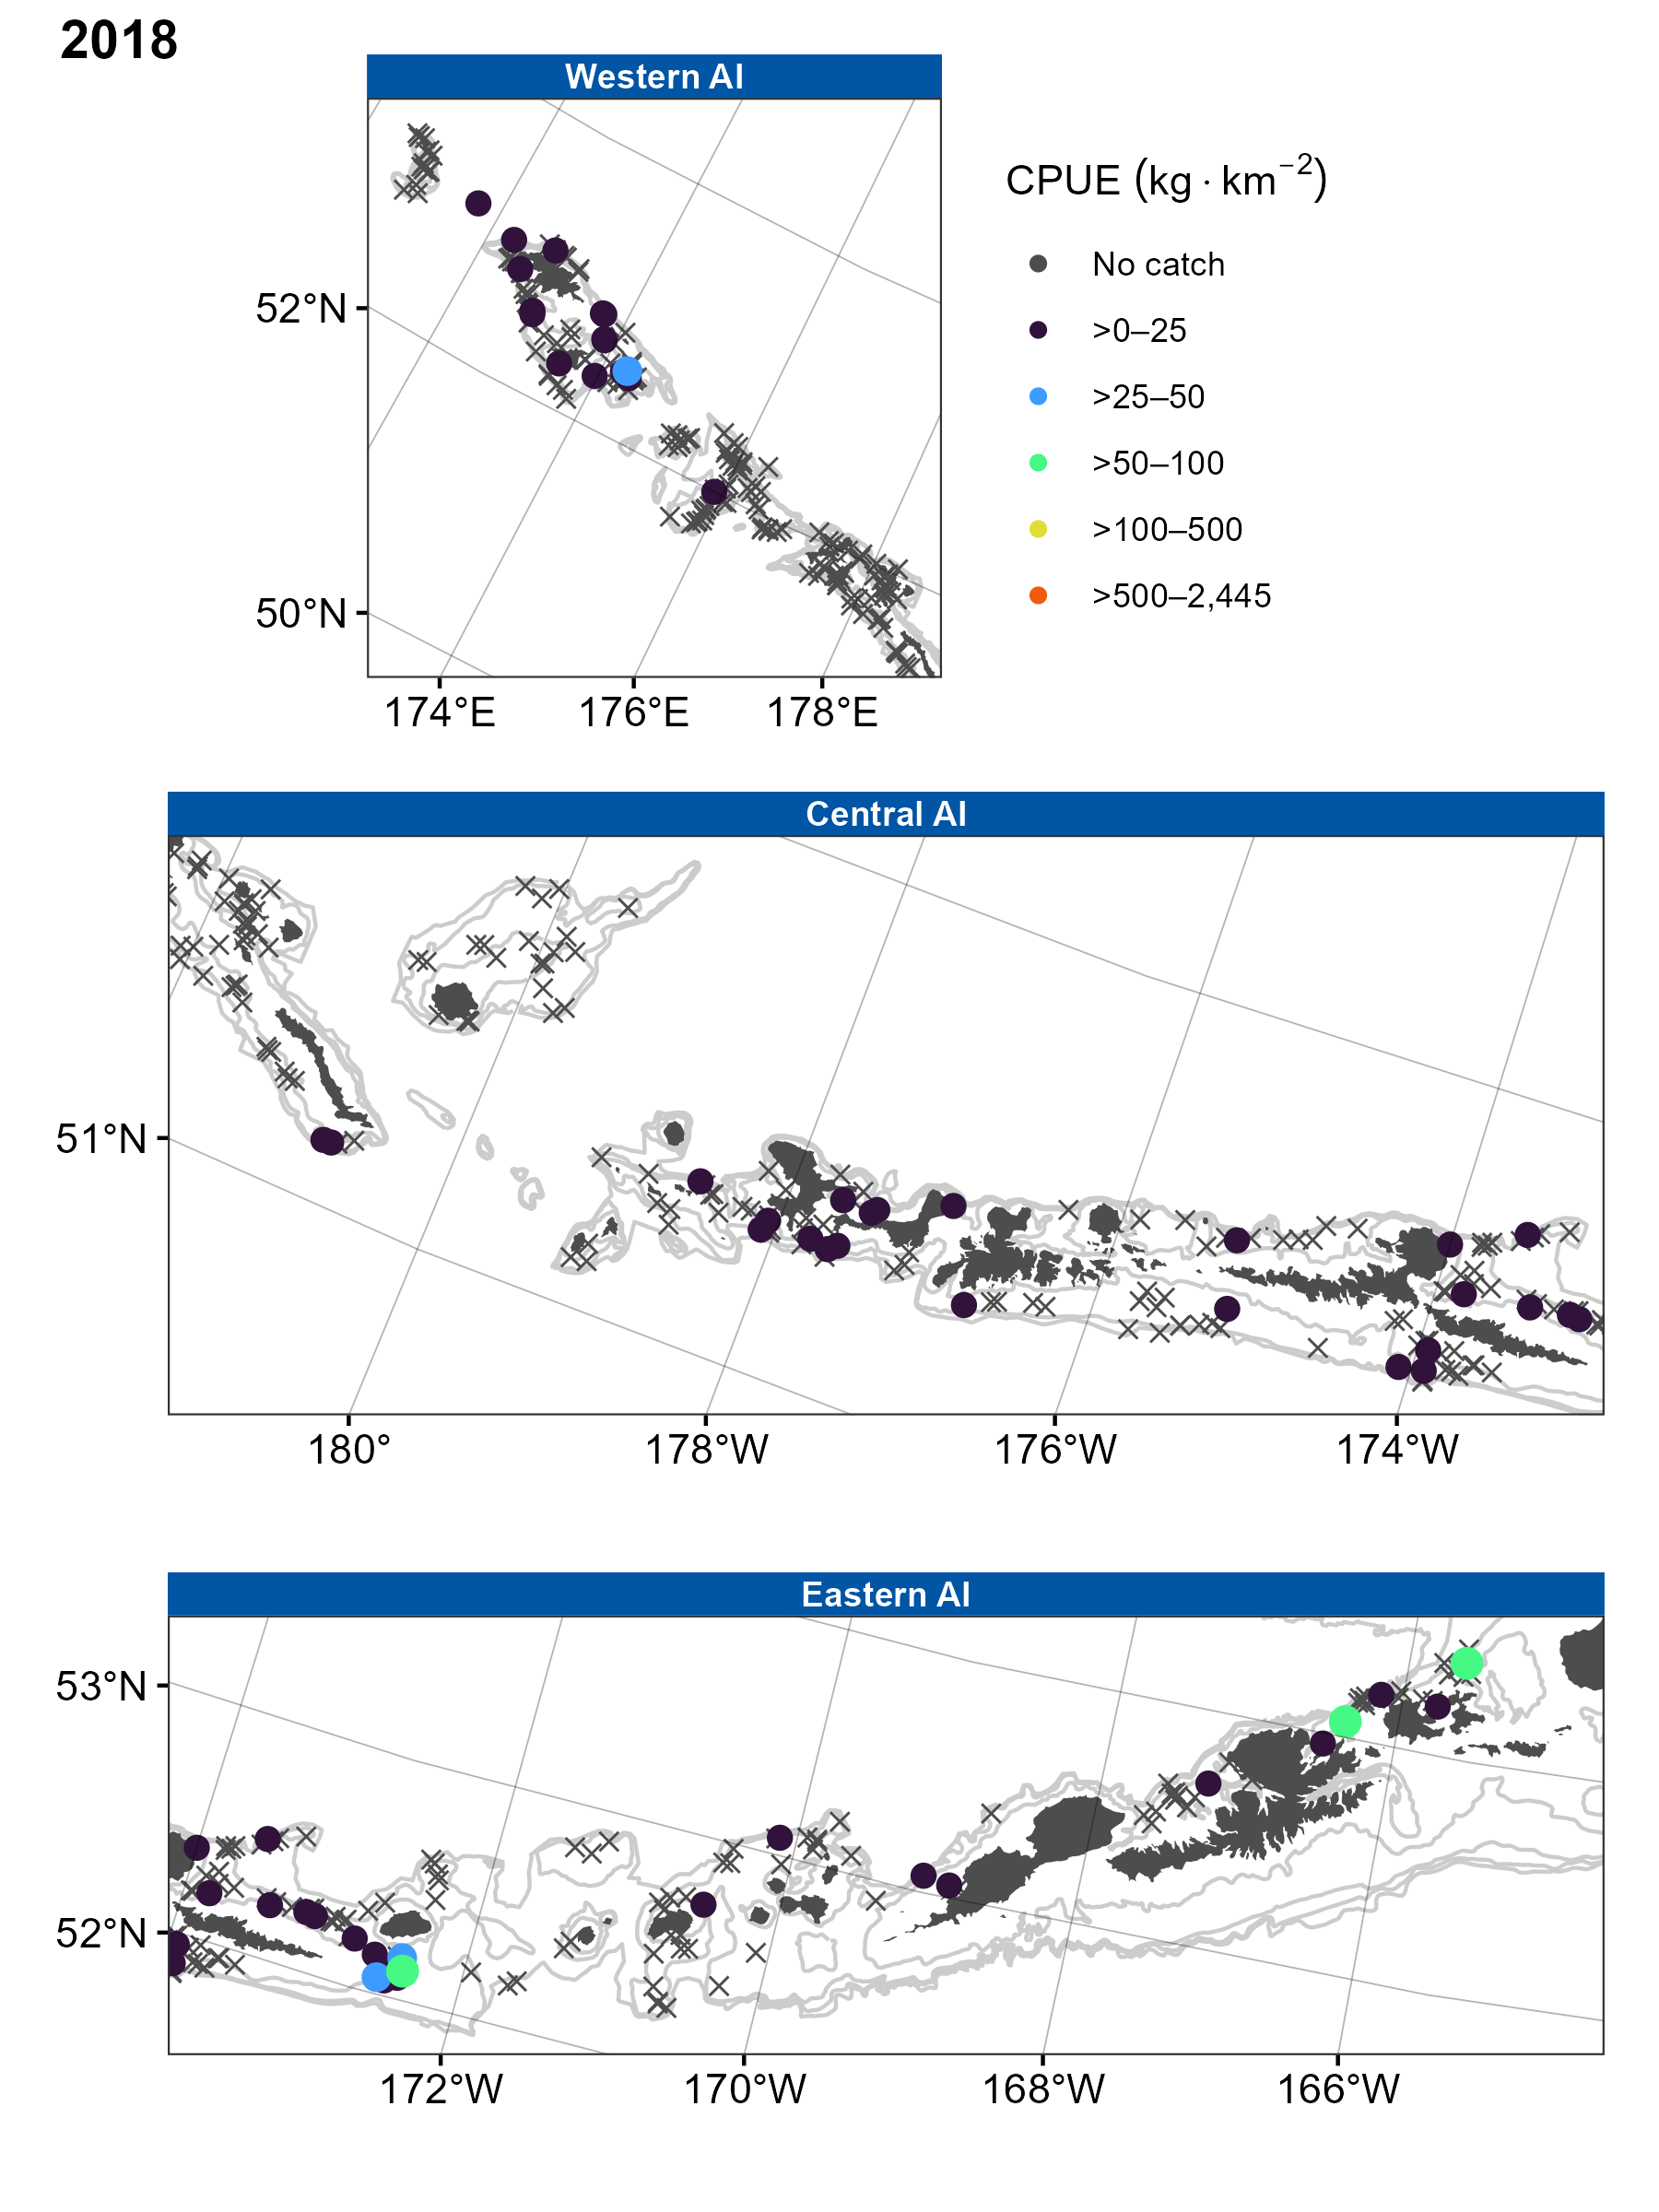 2018
Western AI
52°N
50°N
174°E 176°E 178°E
CPUE (kg · km⁻²)
No catch
>0–25
>25–50
>50–100
>100–500
>500–2,445
Central AI
51°N
180° 178°W 176°W 174°W
Eastern AI
53°N
52°N
172°W 170°W 168°W 166°W